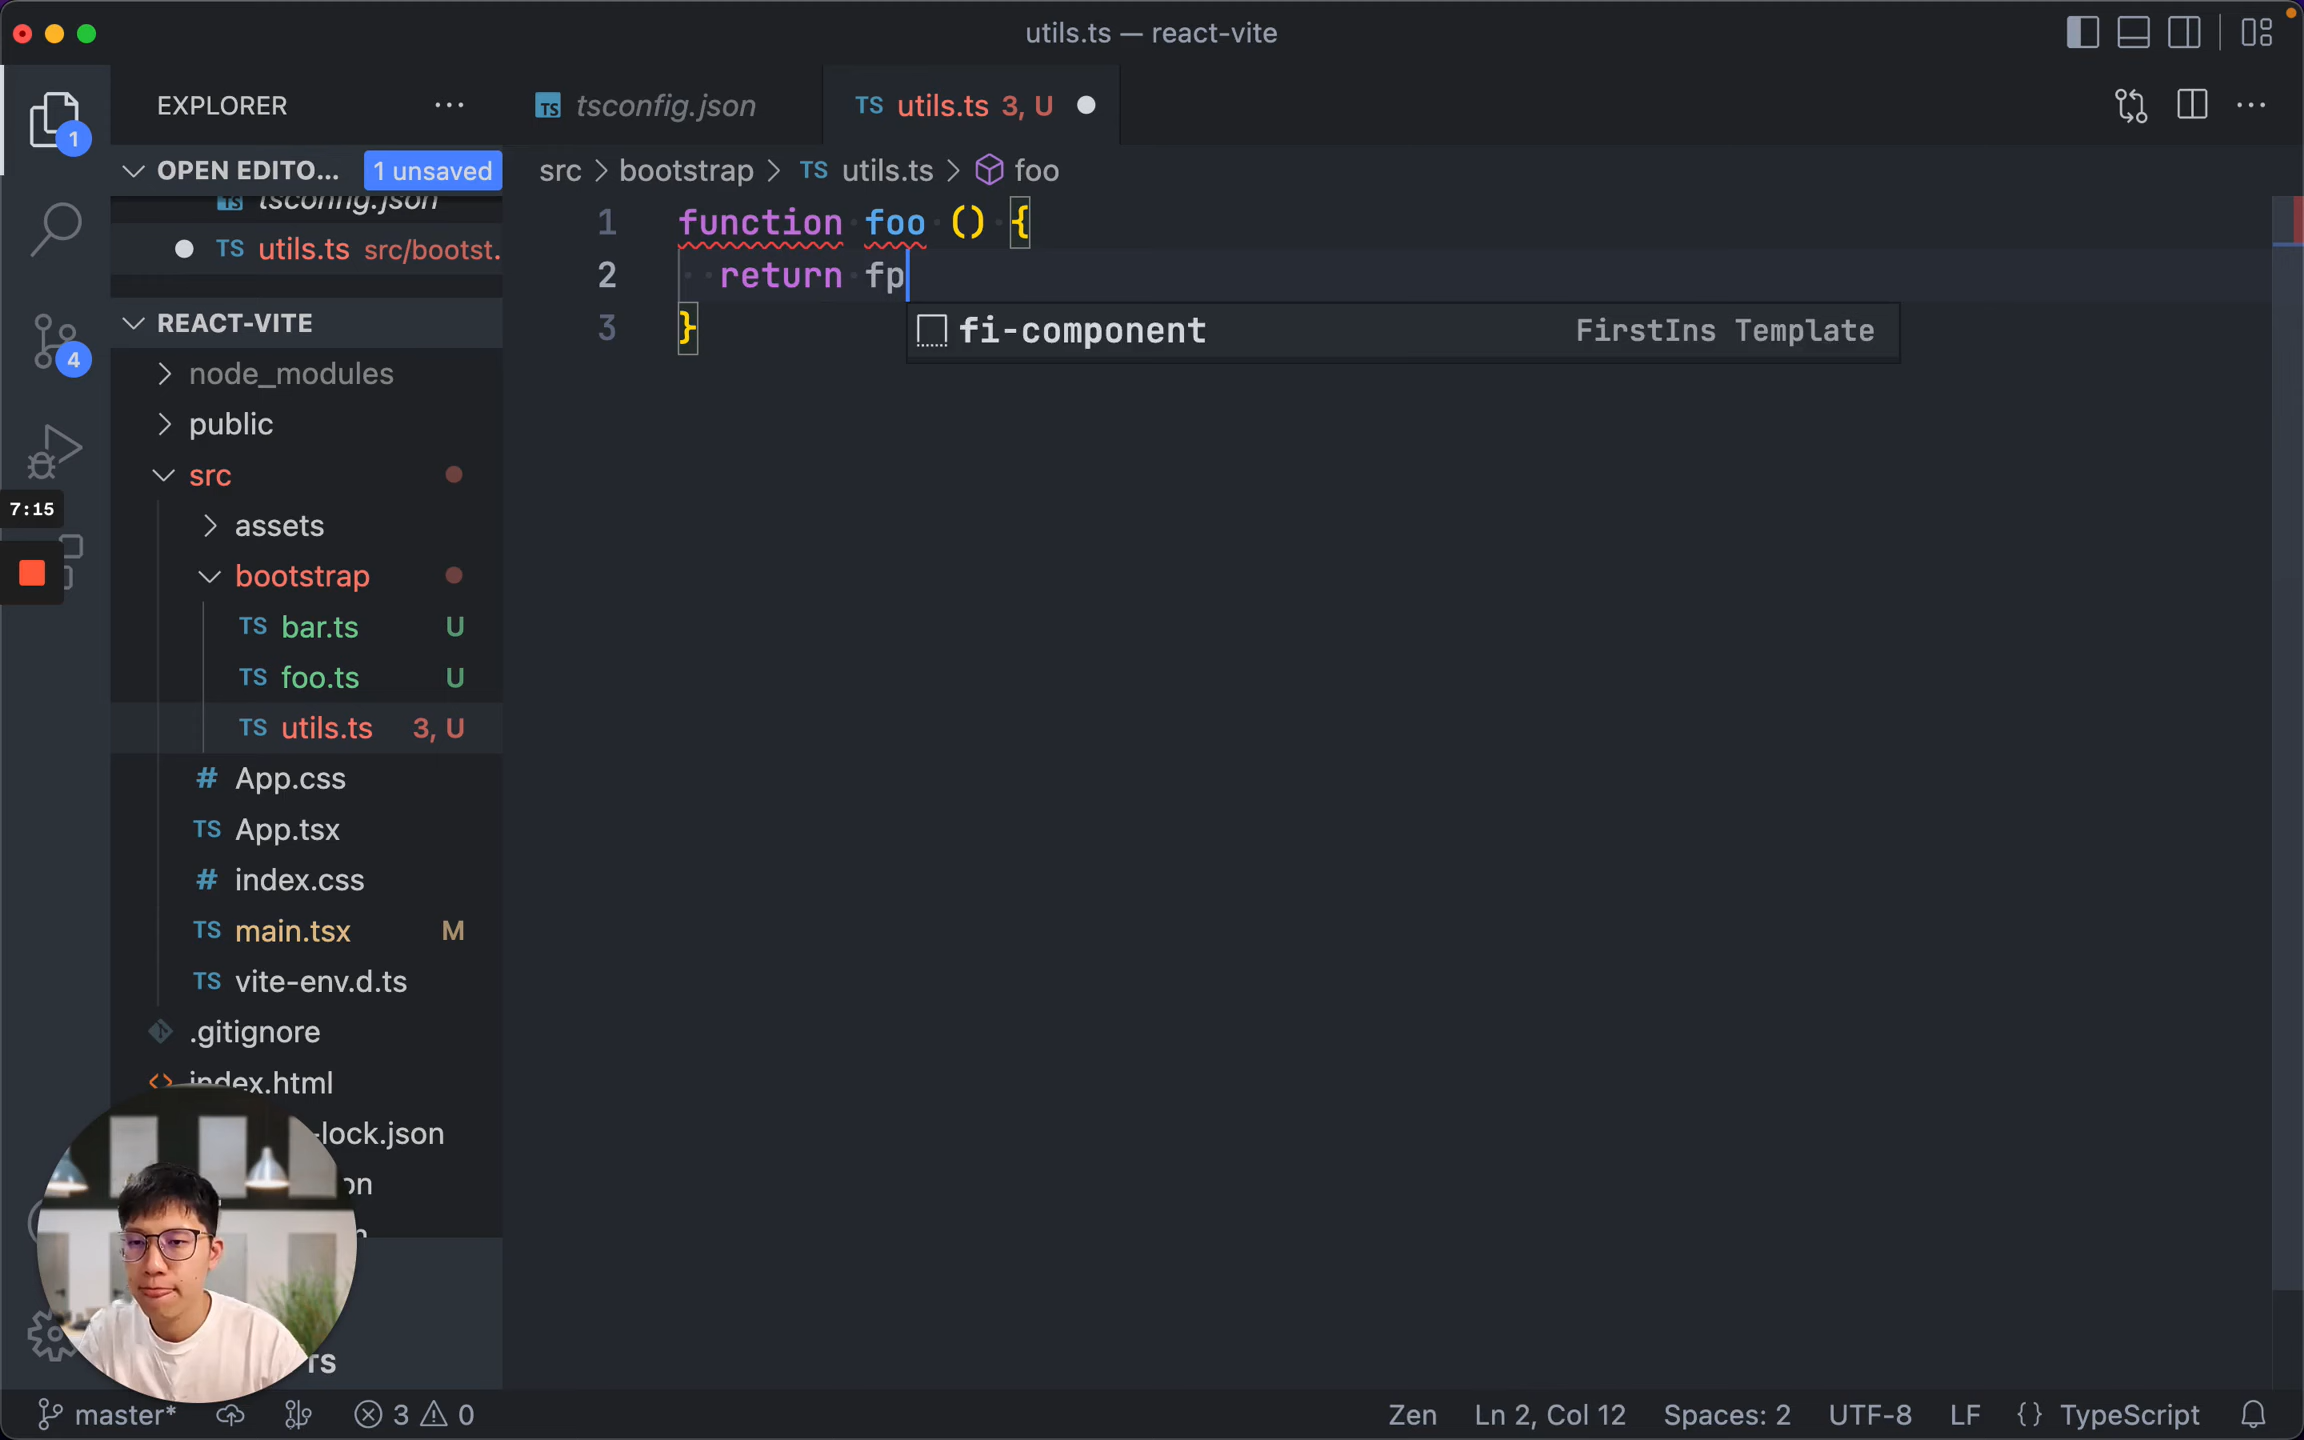 utils.ts — react-vite
EXPLORER
TS tsconfig.json
TS utils.ts 3, U
1
OPEN EDITO...
1 unsaved
src > bootstrap > TS utils.ts > foo
TS tsconfig.json
TS utils.ts src/bootst.
1 function foo () {
2 return fp
3 }
fi-component FirstIns Template
REACT-VITE
4
node_modules
public
src
7:15
assets
bootstrap
TS bar.ts U
TS foo.ts U
TS utils.ts 3, U
# App.css
TS App.tsx
# index.css
TS main.tsx M
TS vite-env.d.ts
.gitignore
<> index.html
-lock.json
on
TS
master* 3 0
Zen Ln 2, Col 12 Spaces: 2 UTF-8 LF {} TypeScript